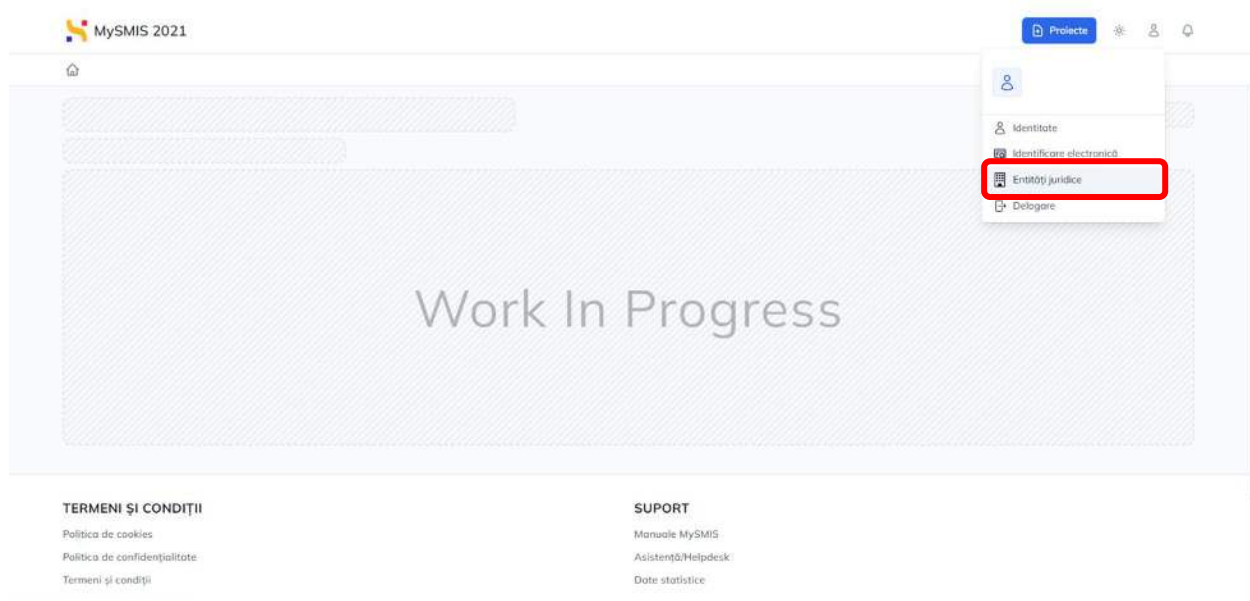 MySMIS 2021
Proiecte
Identitate
Identificare electronică
Entități juridice
Delogare
Work In Progress
TERMENI ȘI CONDIȚII
Politica de cookies
Politica de confidențialitate
Termeni și condiții
SUPORT
Manuale MySMIS
Asistență/Helpdesk
Date statistice